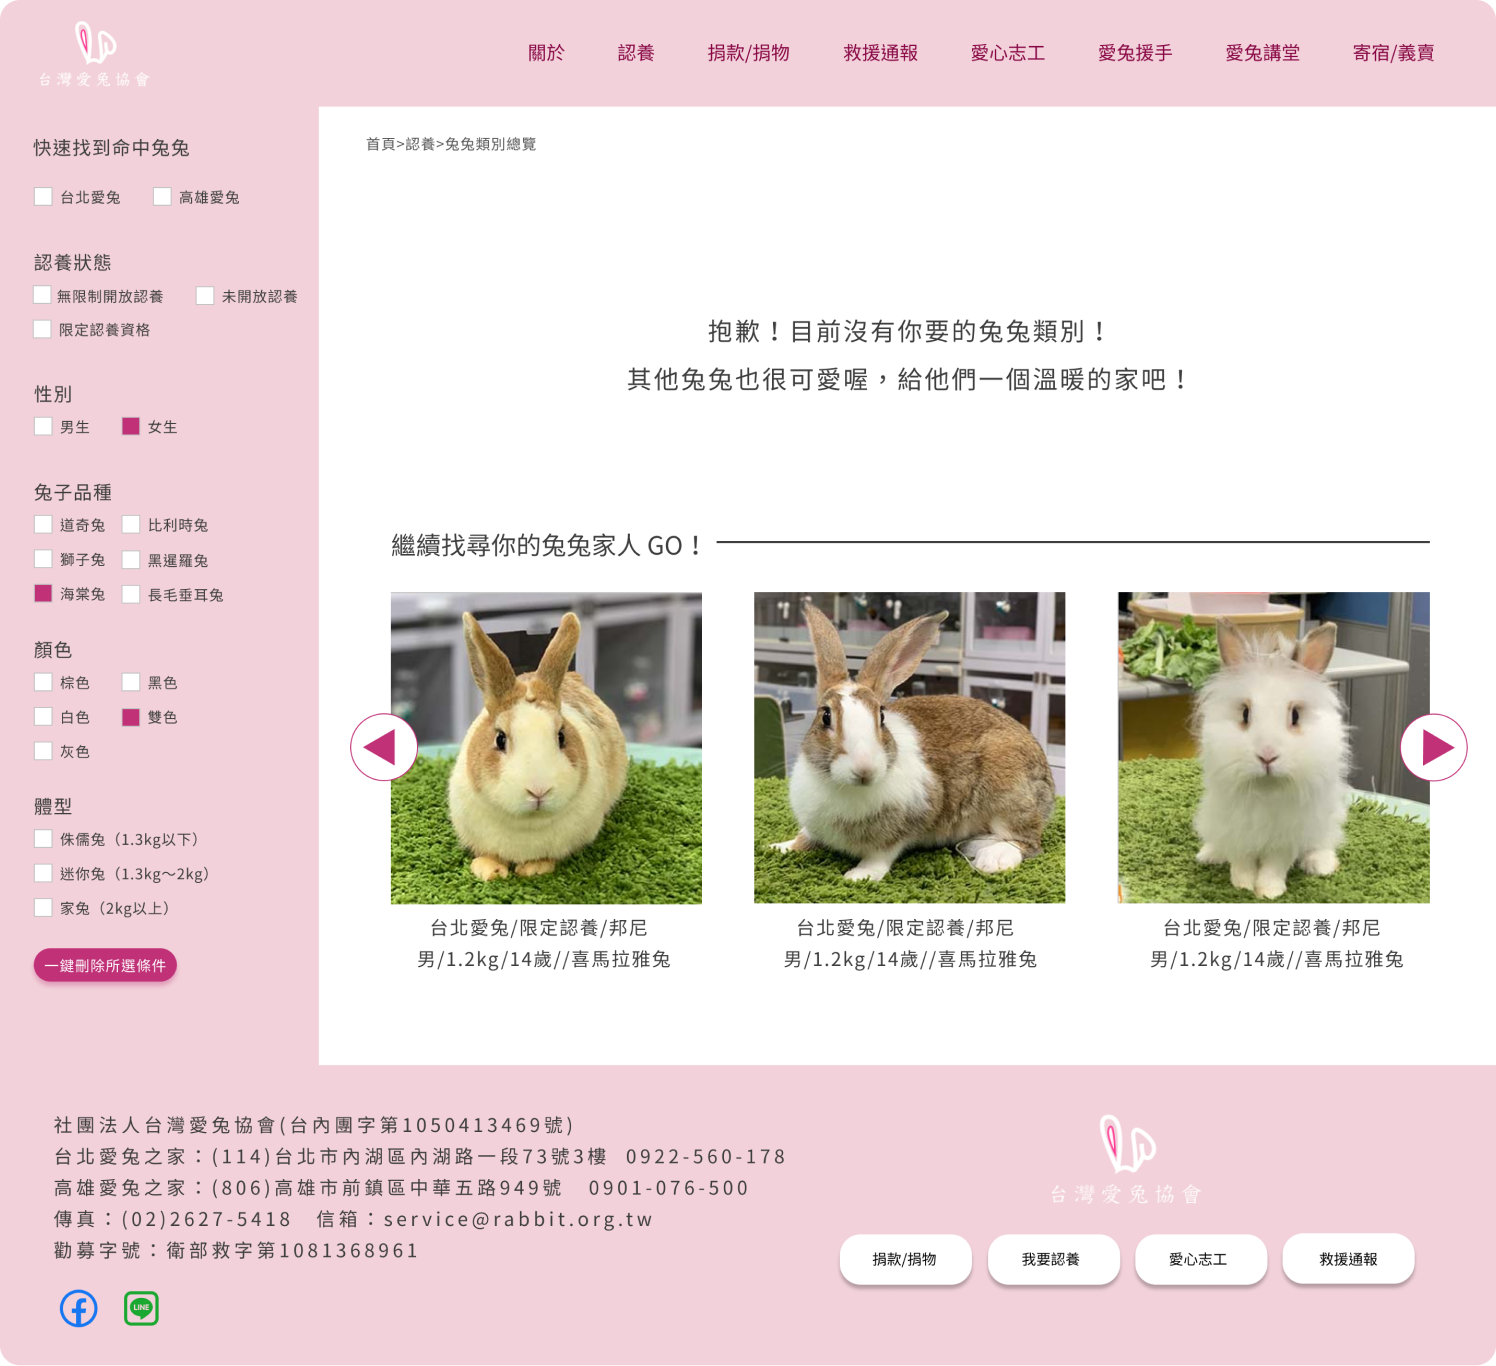 台灣愛兔協會
關於 認養 捐款/捐物 救援通報 愛心志工 愛兔援手 愛兔講堂 寄宿/義賣
快速找到命中兔兔
台北愛兔 高雄愛兔
認養狀態
無限制開放認養 未開放認養
限定認養資格
性別
男生 女生
兔子品種
道奇兔 比利時兔
獅子兔 黑暹羅兔
海棠兔 長毛垂耳兔
顏色
棕色 黑色
白色 雙色
灰色
體型
侏儒兔（1.3kg以下）
迷你兔（1.3kg～2kg）
家兔（2kg以上）
一鍵刪除所選條件
首頁>認養>兔兔類別總覽
抱歉！目前沒有你要的兔兔類別！
其他兔兔也很可愛喔，給他們一個溫暖的家吧！
繼續找尋你的兔兔家人 GO！
台北愛兔/限定認養/邦尼
男/1.2kg/14歲//喜馬拉雅兔
台北愛兔/限定認養/邦尼
男/1.2kg/14歲//喜馬拉雅兔
台北愛兔/限定認養/邦尼
男/1.2kg/14歲//喜馬拉雅兔
社團法人台灣愛兔協會(台內團字第1050413469號)
台北愛兔之家：(114)台北市內湖區內湖路一段73號3樓 0922-560-178
高雄愛兔之家：(806)高雄市前鎮區中華五路949號 0901-076-500
傳真：(02)2627-5418 信箱：service@rabbit.org.tw
勸募字號：衛部救字第1081368961
LINE
台灣愛兔協會
捐款/捐物 我要認養 愛心志工 救援通報